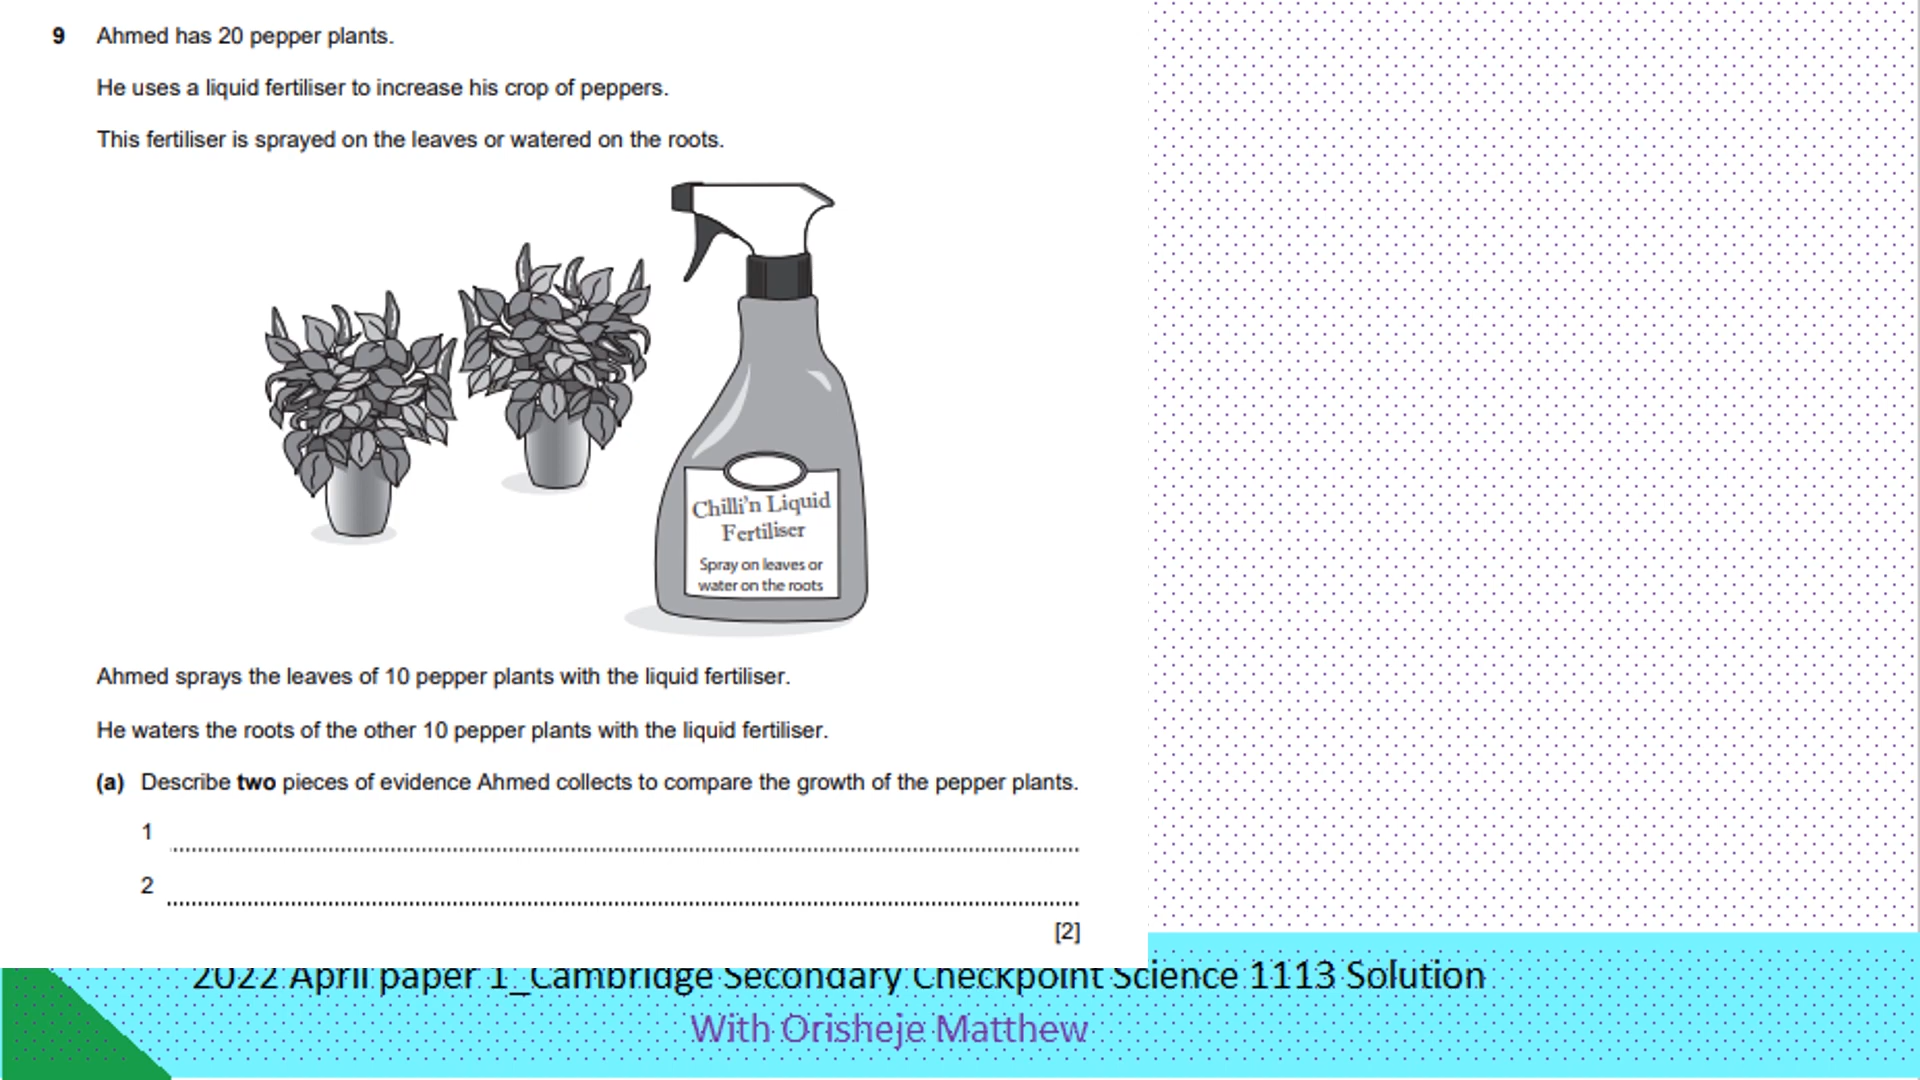 9 Ahmed has 20 pepper plants.
He uses a liquid fertiliser to increase his crop of peppers.
This fertiliser is sprayed on the leaves or watered on the roots.
Chilli'n Liquid
Fertiliser
Spray on leaves or
water on the roots
Ahmed sprays the leaves of 10 pepper plants with the liquid fertiliser.
He waters the roots of the other 10 pepper plants with the liquid fertiliser.
(a) Describe two pieces of evidence Ahmed collects to compare the growth of the pepper plants.
1
2
[2]
2022 April paper 1_Cambridge Secondary Checkpoint Science 1113 Solution
With Orisheje Matthew